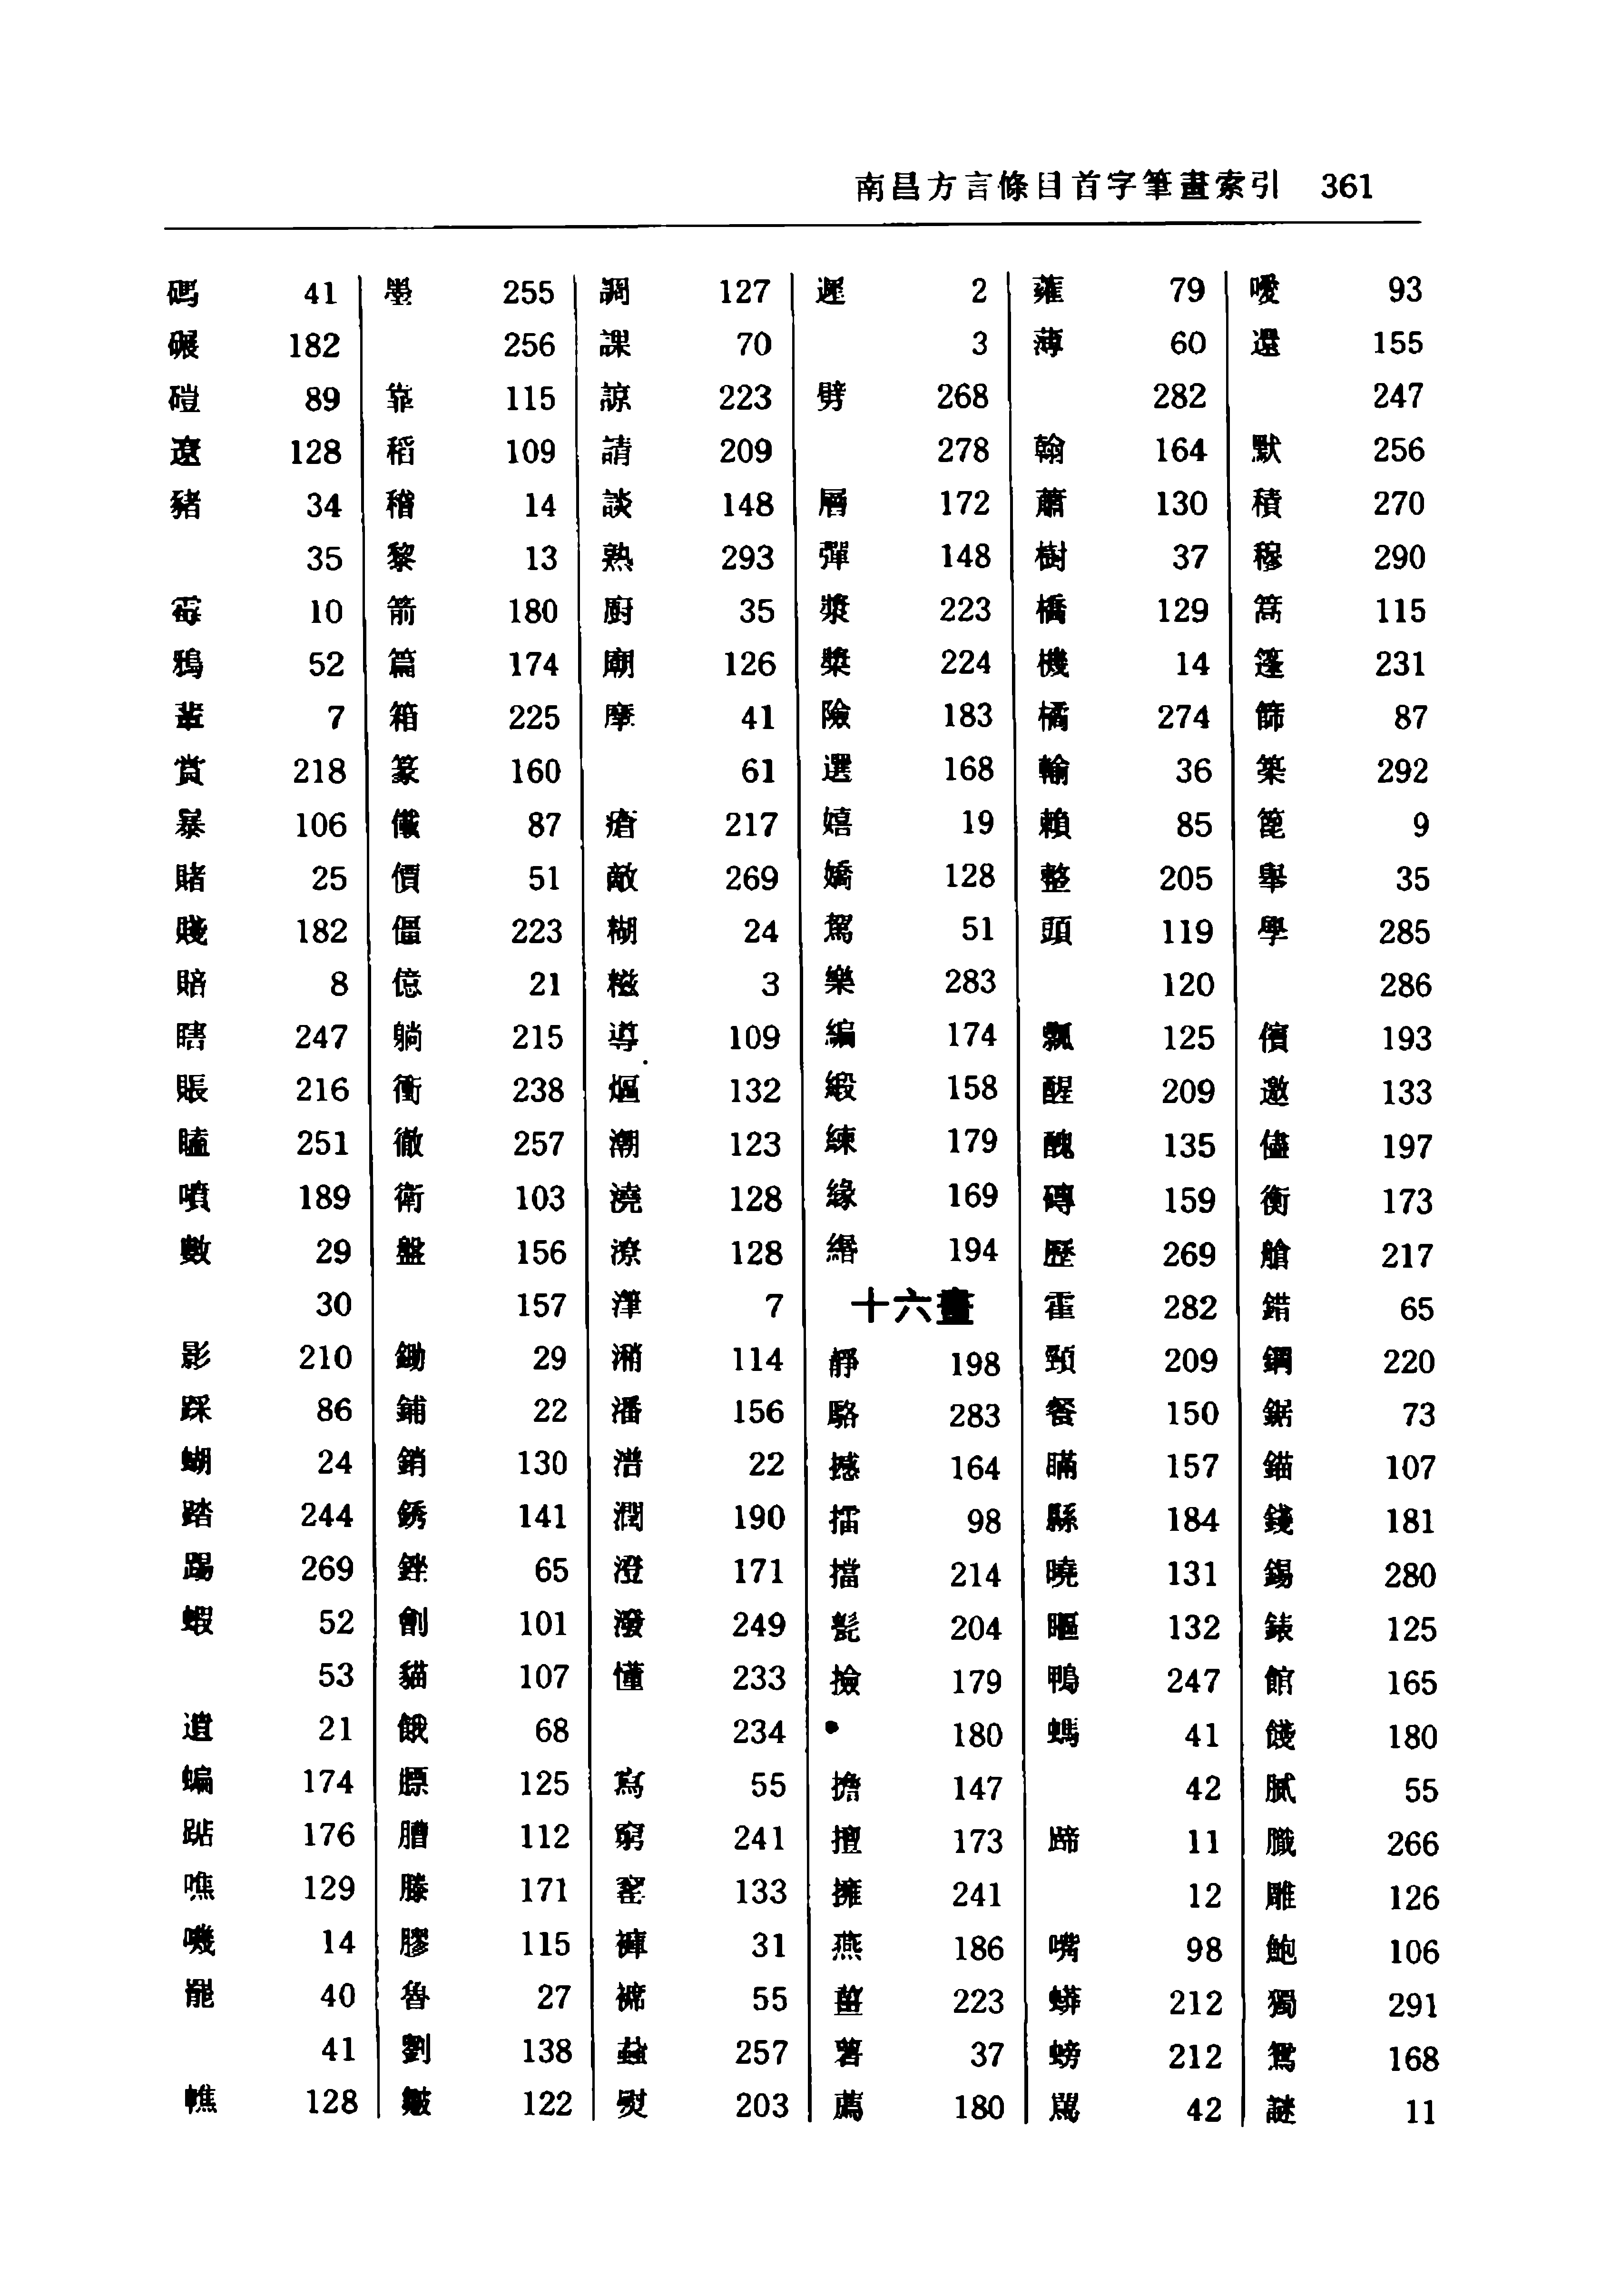 南昌方言條目首字筆畫索引 361
碼 41
碾 182
磑 89
遼 128
豬 34
35
霉 10
鴉 52
輩 7
賞 218
暴 106
賭 25
賤 182
賠 8
瞎 247
賬 216
瞌 251
噴 189
數 29
30
影 210
踩 86
蝴 24
踏 244
踢 269
蝦 52
53
遺 21
蝙 174
踮 176
噍 129
嘰 14
罷 40
41
憔 128
墨 255
256
靠 115
稻 109
稽 14
黎 13
箭 180
篇 174
箱 225
篆 160
儎 87
價 51
僵 223
億 21
躺 215
衝 238
徹 257
衛 103
盤 156
157
鋤 29
鋪 22
銷 130
銹 141
銼 65
劊 101
貓 107
餓 68
膘 125
膟 112
滕 171
膠 115
魯 27
劉 138
皺 122
調 127
課 70
諒 223
請 209
談 148
熟 293
廚 35
廟 126
摩 41
61
瘡 217
敵 269
糊 24
糍 3
導 109
熰 132
潮 123
澆 128
潦 128
潷 7
潲 114
潘 156
潽 22
潤 190
澄 171
潑 249
懂 233
234
寫 55
窮 241
窰 133
褲 31
褯 55
蝨 257
熨 203
遲 2
3
劈 268
278
層 172
彈 148
漿 223
槳 224
險 183
選 168
嬉 19
嬌 128
駕 51
樂 283
編 174
緞 158
練 179
緣 169
緡 194
十六畫
靜 198
駱 283
撼 164
擂 98
擋 214
髭 204
撿 179
180
擔 147
擅 173
擁 241
燕 186
薑 223
薯 37
薦 180
蕹 79
薄 60
282
翰 164
蕭 130
樹 37
橋 129
機 14
橘 274
輸 36
賴 85
整 205
頭 119
120
瓢 125
醒 209
醜 135
磚 159
歷 269
霍 282
頸 209
餐 150
瞞 157
縣 184
曉 131
瞘 132
鴨 247
螞 41
42
蹄 11
12
嘴 98
蟒 212
螃 212
罵 42
噯 93
還 155
247
默 256
積 270
穆 290
篙 115
篷 231
篩 87
築 292
篦 9
舉 35
學 285
286
儐 193
邀 133
儘 197
衡 173
艙 217
錯 65
鋼 220
鋸 73
錨 107
錢 181
錫 280
錶 125
館 165
餞 180
膩 55
膱 266
雕 126
鮑 106
獨 291
鴛 168
謎 11